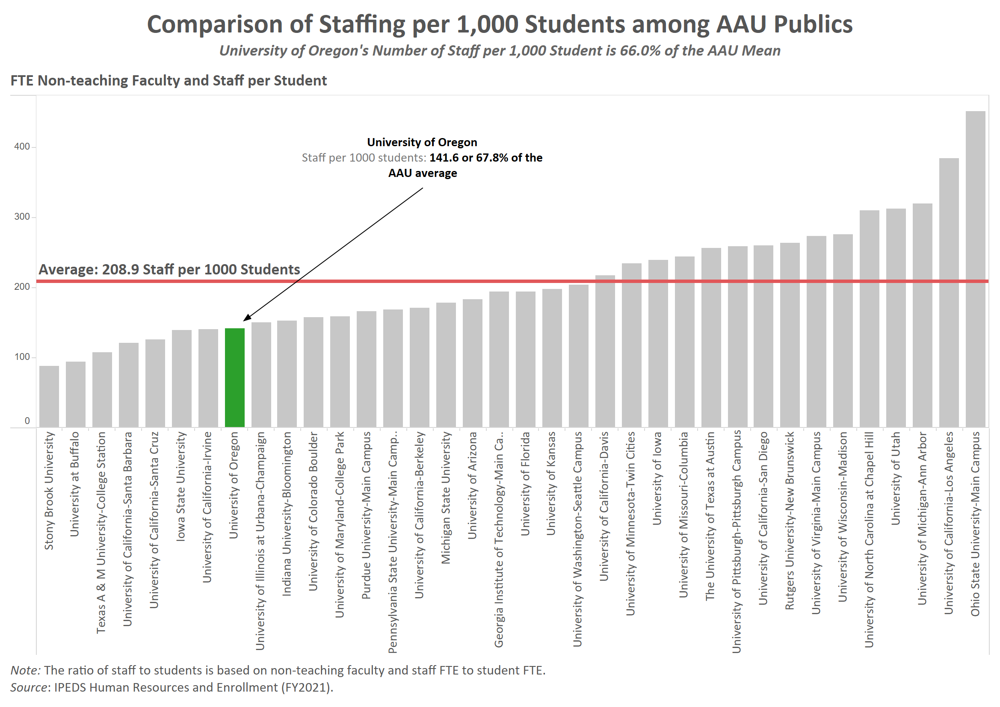 Comparison of Staffing per 1,000 Students among AAU Publics
University of Oregon's Number of Staff per 1,000 Student is 66.0% of the AAU Mean
FTE Non-teaching Faculty and Staff per Student
400
300
200
100
0
University of Oregon
Staff per 1000 students: 141.6 or 67.8% of the
AAU average
Average: 208.9 Staff per 1000 Students
Stony Brook University
University at Buffalo
Texas A & M University-College Station
University of California-Santa Barbara
University of California-Santa Cruz
Iowa State University
University of California-Irvine
University of Oregon
University of Illinois at Urbana-Champaign
Indiana University-Bloomington
University of Colorado Boulder
University of Maryland-College Park
Purdue University-Main Campus
Pennsylvania State University-Main Camp..
University of California-Berkeley
Michigan State University
University of Arizona
Georgia Institute of Technology-Main Ca..
University of Florida
University of Kansas
University of Washington-Seattle Campus
University of California-Davis
University of Minnesota-Twin Cities
University of Iowa
University of Missouri-Columbia
The University of Texas at Austin
University of Pittsburgh-Pittsburgh Campus
University of California-San Diego
Rutgers University-New Brunswick
University of Virginia-Main Campus
University of Wisconsin-Madison
University of North Carolina at Chapel Hill
University of Utah
University of Michigan-Ann Arbor
University of California-Los Angeles
Ohio State University-Main Campus
Note: The ratio of staff to students is based on non-teaching faculty and staff FTE to student FTE.
Source: IPEDS Human Resources and Enrollment (FY2021).